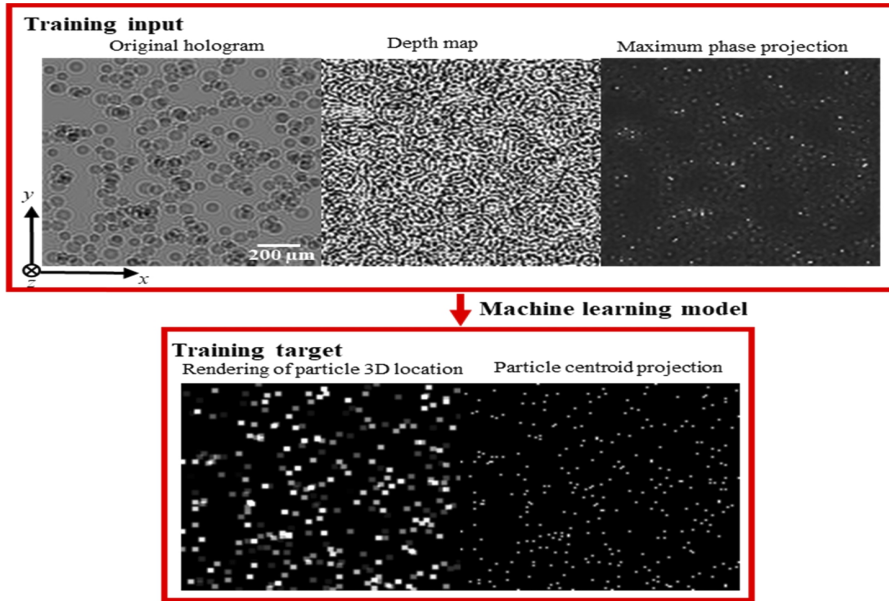 Training input
Original hologram
Depth map
Maximum phase projection
y
200 μm
z
x
Machine learning model
Training target
Rendering of particle 3D location
Particle centroid projection